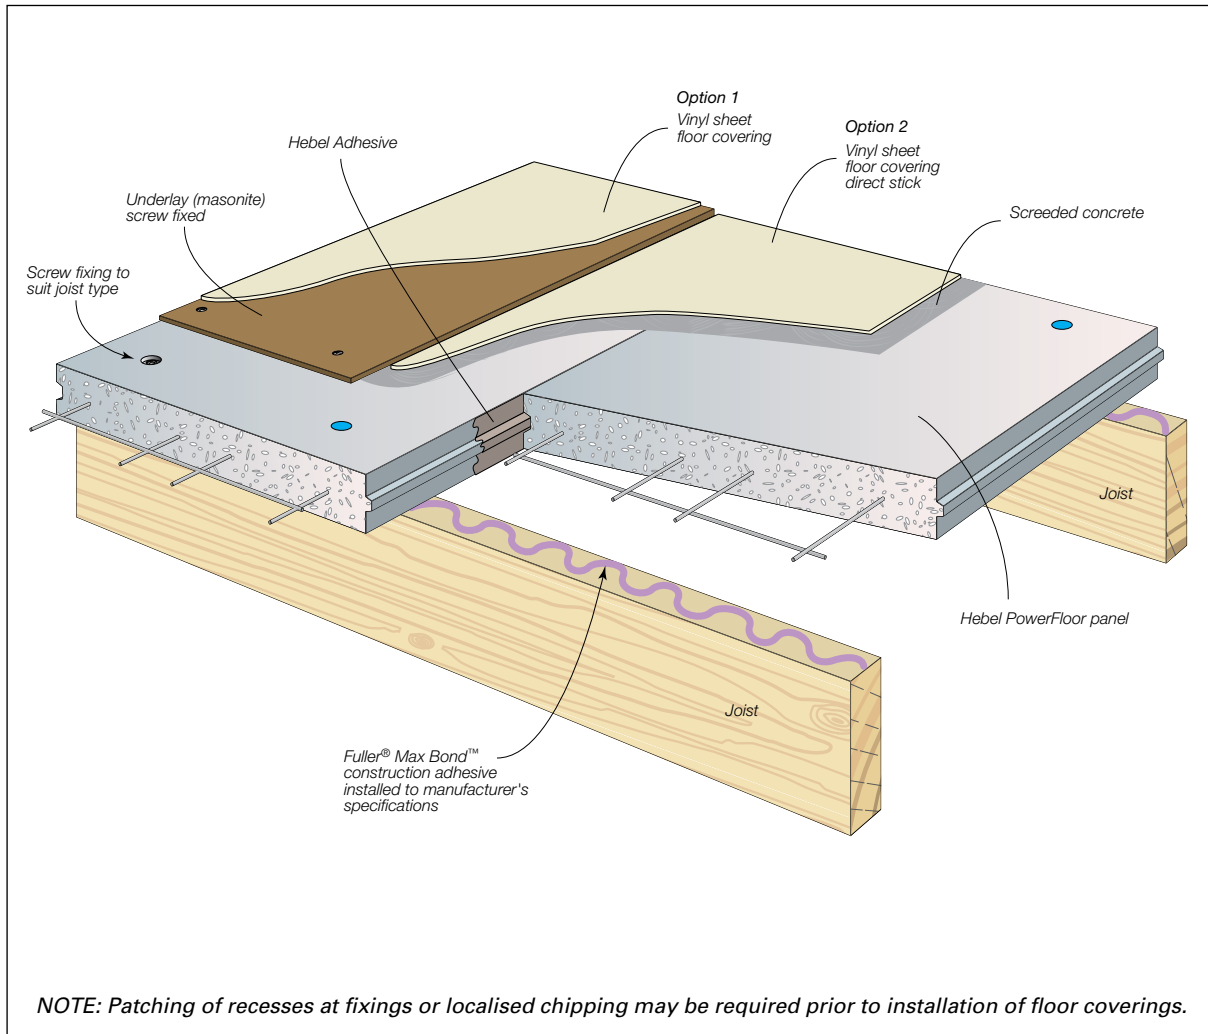 Option 1
Vinyl sheet
floor covering
Option 2
Vinyl sheet
floor covering
direct stick
Hebel Adhesive
Underlay (masonite)
screw fixed
Screeded concrete
Screw fixing to
suit joist type
Joist
Hebel PowerFloor panel
Joist
Fuller® Max Bond™
construction adhesive
installed to manufacturer's
specifications
NOTE: Patching of recesses at fixings or localised chipping may be required prior to installation of floor coverings.